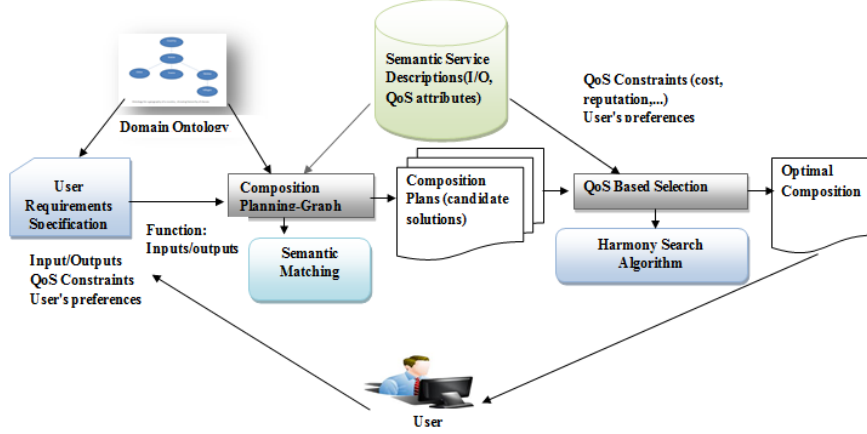 Semantic Service
Descriptions(I/O,
QoS attributes)
QoS Constraints (cost,
reputation,...)
User's preferences
Domain Ontology
User
Requirements
Specification
Composition
Planning-Graph
Composition
Plans (candidate
solutions)
QoS Based Selection
Optimal
Composition
Function:
Inputs/outputs
Semantic
Matching
Harmony Search
Algorithm
Input/Outputs
QoS Constraints
User's preferences
User